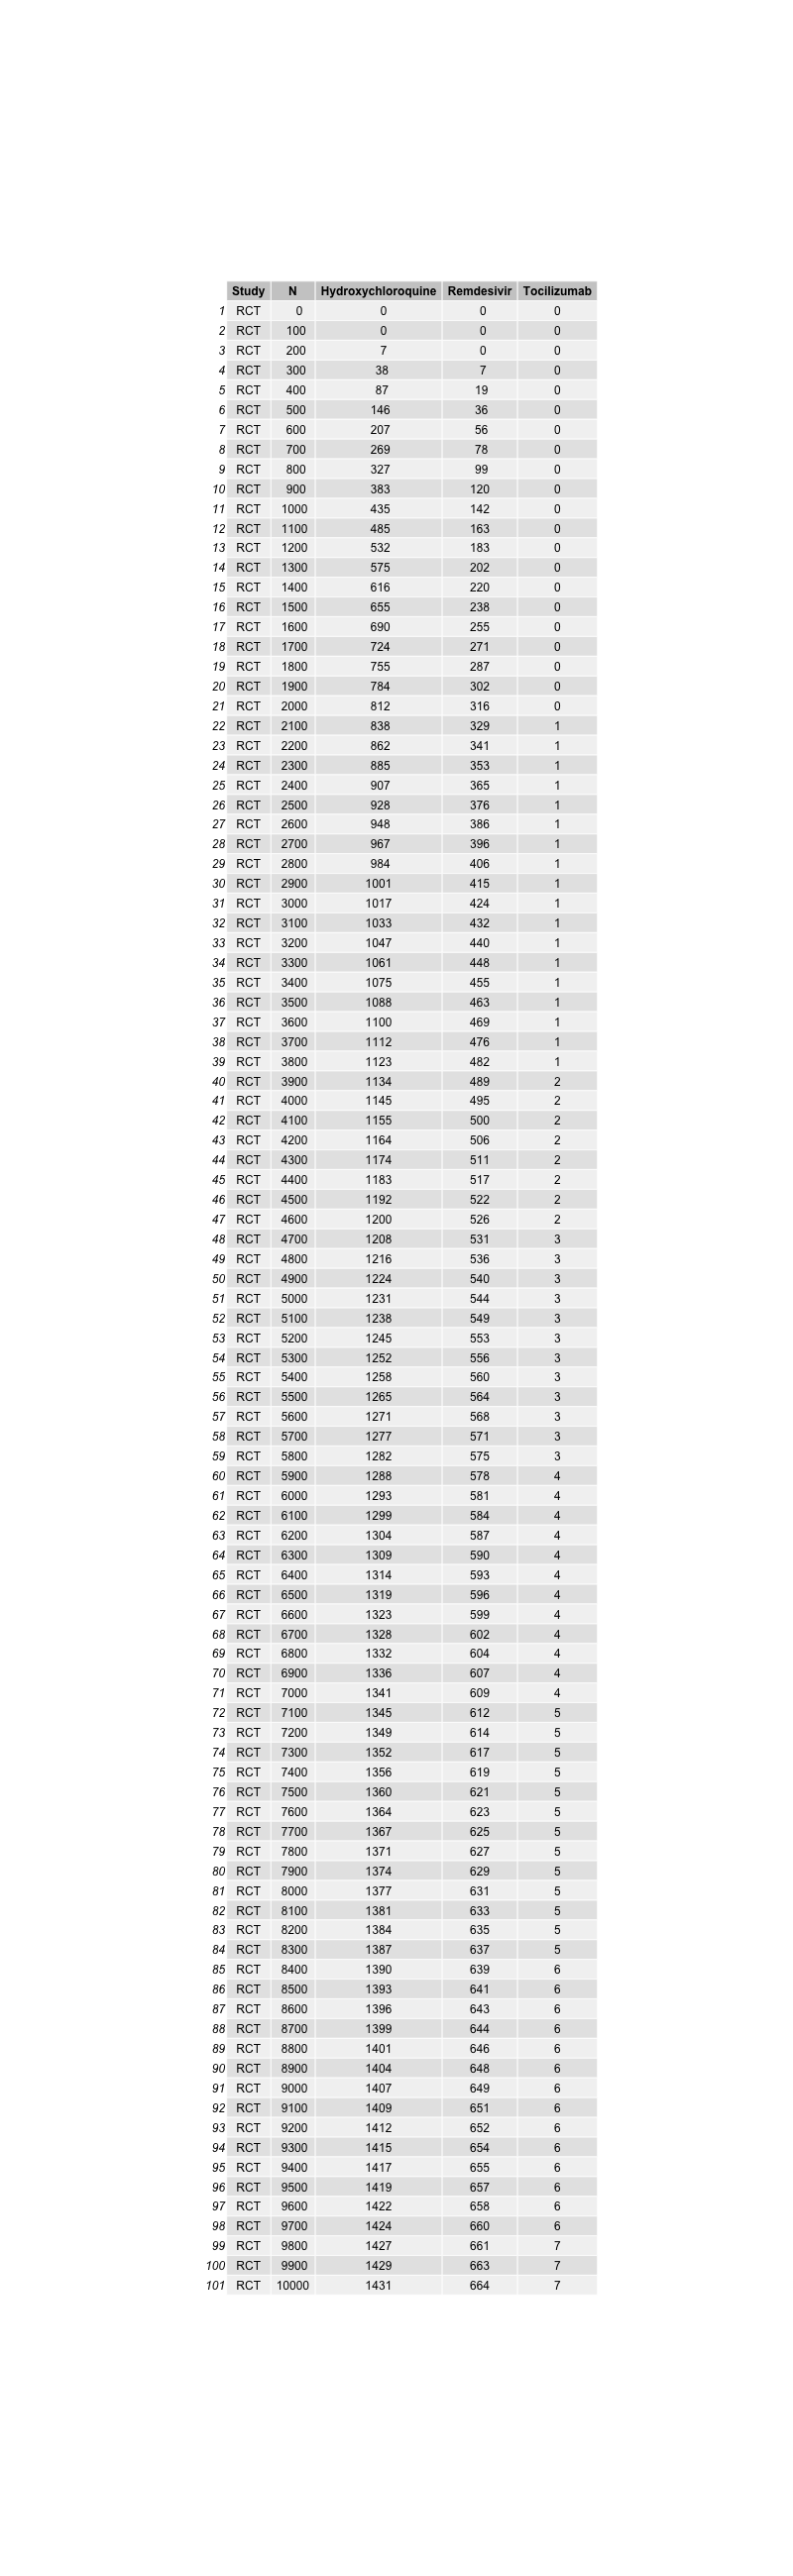 Study N Hydroxychloroquine Remdesivir Tocilizumab
1 RCT 0 0 0 0
2 RCT 100 0 0 0
3 RCT 200 7 0 0
4 RCT 300 38 7 0
5 RCT 400 87 19 0
6 RCT 500 146 36 0
7 RCT 600 207 56 0
8 RCT 700 269 78 0
9 RCT 800 327 99 0
10 RCT 900 383 120 0
11 RCT 1000 435 142 0
12 RCT 1100 485 163 0
13 RCT 1200 532 183 0
14 RCT 1300 575 202 0
15 RCT 1400 616 220 0
16 RCT 1500 655 238 0
17 RCT 1600 690 255 0
18 RCT 1700 724 271 0
19 RCT 1800 755 287 0
20 RCT 1900 784 302 0
21 RCT 2000 812 316 0
22 RCT 2100 838 329 1
23 RCT 2200 862 341 1
24 RCT 2300 885 353 1
25 RCT 2400 907 365 1
26 RCT 2500 928 376 1
27 RCT 2600 948 386 1
28 RCT 2700 967 396 1
29 RCT 2800 984 406 1
30 RCT 2900 1001 415 1
31 RCT 3000 1017 424 1
32 RCT 3100 1033 432 1
33 RCT 3200 1047 440 1
34 RCT 3300 1061 448 1
35 RCT 3400 1075 455 1
36 RCT 3500 1088 463 1
37 RCT 3600 1100 469 1
38 RCT 3700 1112 476 1
39 RCT 3800 1123 482 1
40 RCT 3900 1134 489 2
41 RCT 4000 1145 495 2
42 RCT 4100 1155 500 2
43 RCT 4200 1164 506 2
44 RCT 4300 1174 511 2
45 RCT 4400 1183 517 2
46 RCT 4500 1192 522 2
47 RCT 4600 1200 526 2
48 RCT 4700 1208 531 3
49 RCT 4800 1216 536 3
50 RCT 4900 1224 540 3
51 RCT 5000 1231 544 3
52 RCT 5100 1238 549 3
53 RCT 5200 1245 553 3
54 RCT 5300 1252 556 3
55 RCT 5400 1258 560 3
56 RCT 5500 1265 564 3
57 RCT 5600 1271 568 3
58 RCT 5700 1277 571 3
59 RCT 5800 1282 575 3
60 RCT 5900 1288 578 4
61 RCT 6000 1293 581 4
62 RCT 6100 1299 584 4
63 RCT 6200 1304 587 4
64 RCT 6300 1309 590 4
65 RCT 6400 1314 593 4
66 RCT 6500 1319 596 4
67 RCT 6600 1323 599 4
68 RCT 6700 1328 602 4
69 RCT 6800 1332 604 4
70 RCT 6900 1336 607 4
71 RCT 7000 1341 609 4
72 RCT 7100 1345 612 5
73 RCT 7200 1349 614 5
74 RCT 7300 1352 617 5
75 RCT 7400 1356 619 5
76 RCT 7500 1360 621 5
77 RCT 7600 1364 623 5
78 RCT 7700 1367 625 5
79 RCT 7800 1371 627 5
80 RCT 7900 1374 629 5
81 RCT 8000 1377 631 5
82 RCT 8100 1381 633 5
83 RCT 8200 1384 635 5
84 RCT 8300 1387 637 5
85 RCT 8400 1390 639 6
86 RCT 8500 1393 641 6
87 RCT 8600 1396 643 6
88 RCT 8700 1399 644 6
89 RCT 8800 1401 646 6
90 RCT 8900 1404 648 6
91 RCT 9000 1407 649 6
92 RCT 9100 1409 651 6
93 RCT 9200 1412 652 6
94 RCT 9300 1415 654 6
95 RCT 9400 1417 655 6
96 RCT 9500 1419 657 6
97 RCT 9600 1422 658 6
98 RCT 9700 1424 660 6
99 RCT 9800 1427 661 7
100 RCT 9900 1429 663 7
101 RCT 10000 1431 664 7